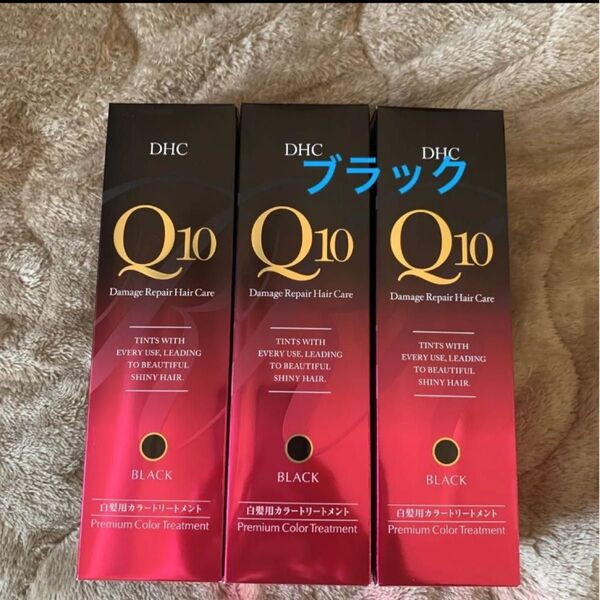 DHC
Q10
Damage Repair Hair Care
TINTS WITH
EVERY USE, LEADING
TO BEAUTIFUL
SHINY HAIR.
BLACK
白髪用カラートリートメント
Premium Color Treatment
DHC
Q10
Damage Repair Hair Care
TINTS WITH
EVERY USE, LEADING
TO BEAUTIFUL
SHINY HAIR.
BLACK
白髪用カラートリートメント
Premium Color Treatment
DHC
Q10
Damage Repair Hair Care
TINTS WITH
EVERY USE, LEADING
TO BEAUTIFUL
SHINY HAIR.
BLACK
白髪用カラートリートメント
Premium Color Treatment
ブラック